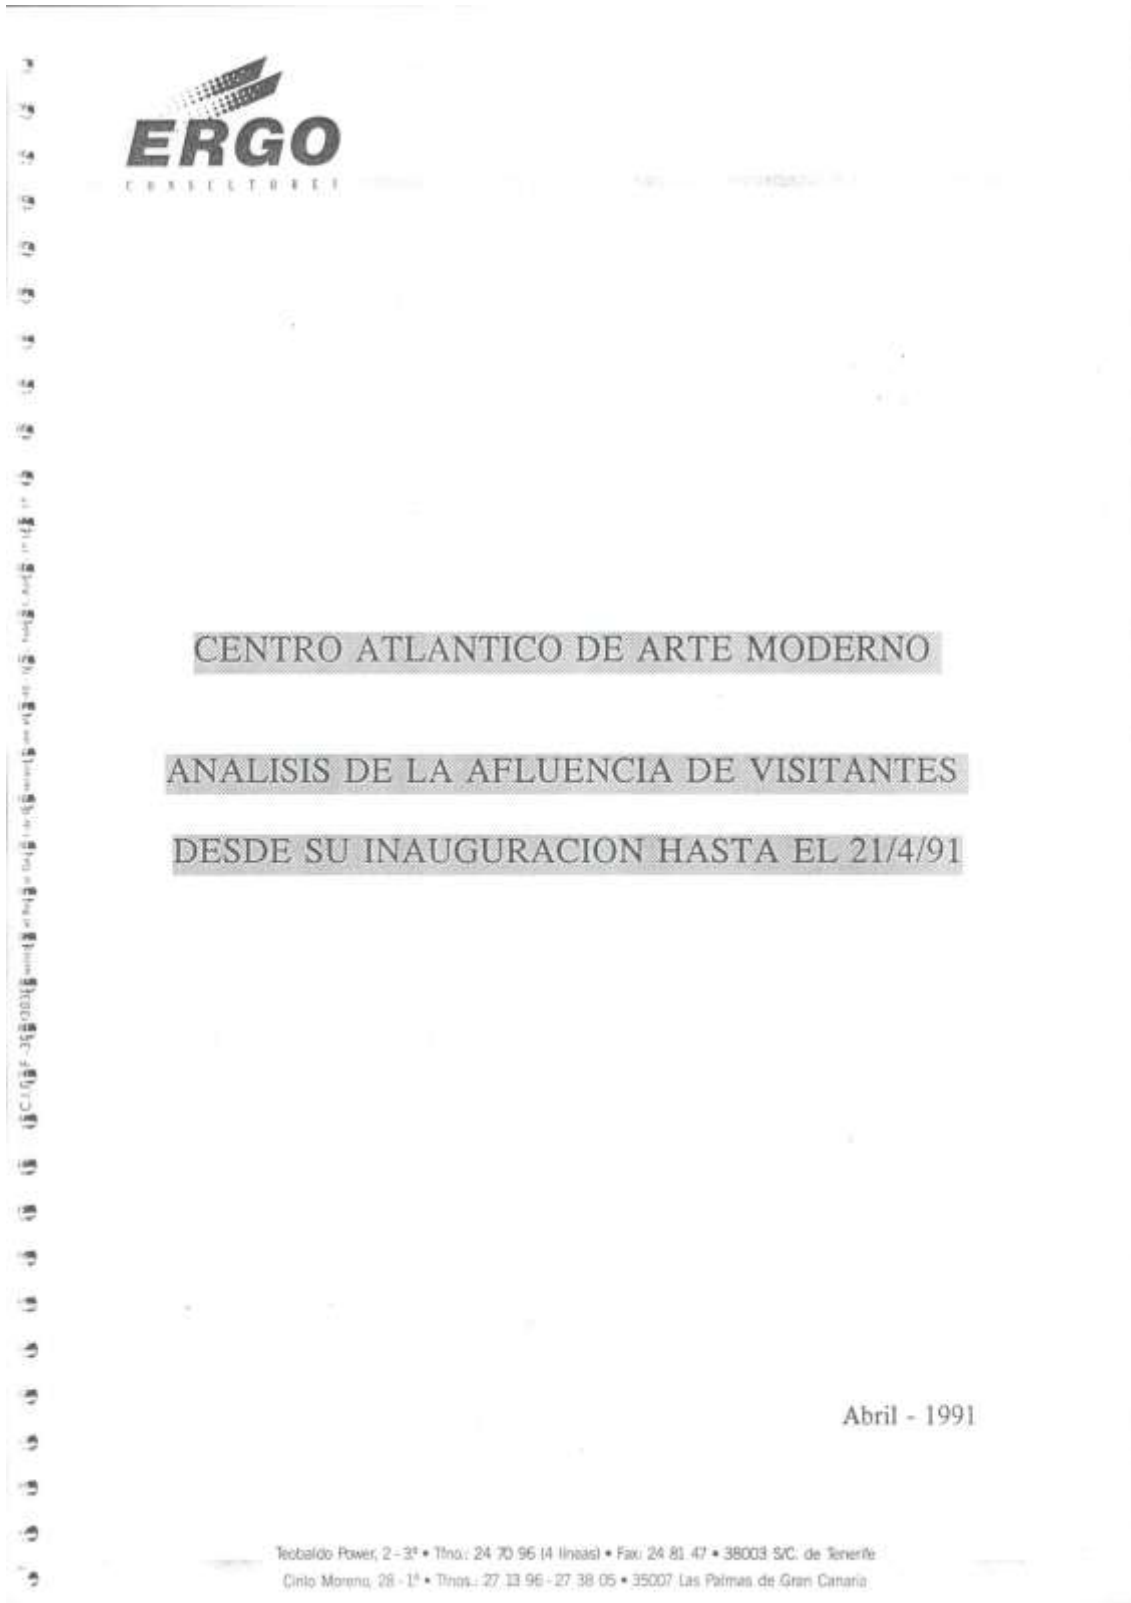 ERGO
CONSULTORES
CENTRO ATLANTICO DE ARTE MODERNO
ANALISIS DE LA AFLUENCIA DE VISITANTES
DESDE SU INAUGURACION HASTA EL 21/4/91
Abril - 1991
Teobaldo Power, 2 - 3º • Tfno.: 24 70 96 (4 líneas) • Fax: 24 81 47 • 38003 S/C. de Tenerife
Cirilo Moreno, 28 - 1º • Tfnos.: 27 13 96 - 27 38 05 • 35007 Las Palmas de Gran Canaria